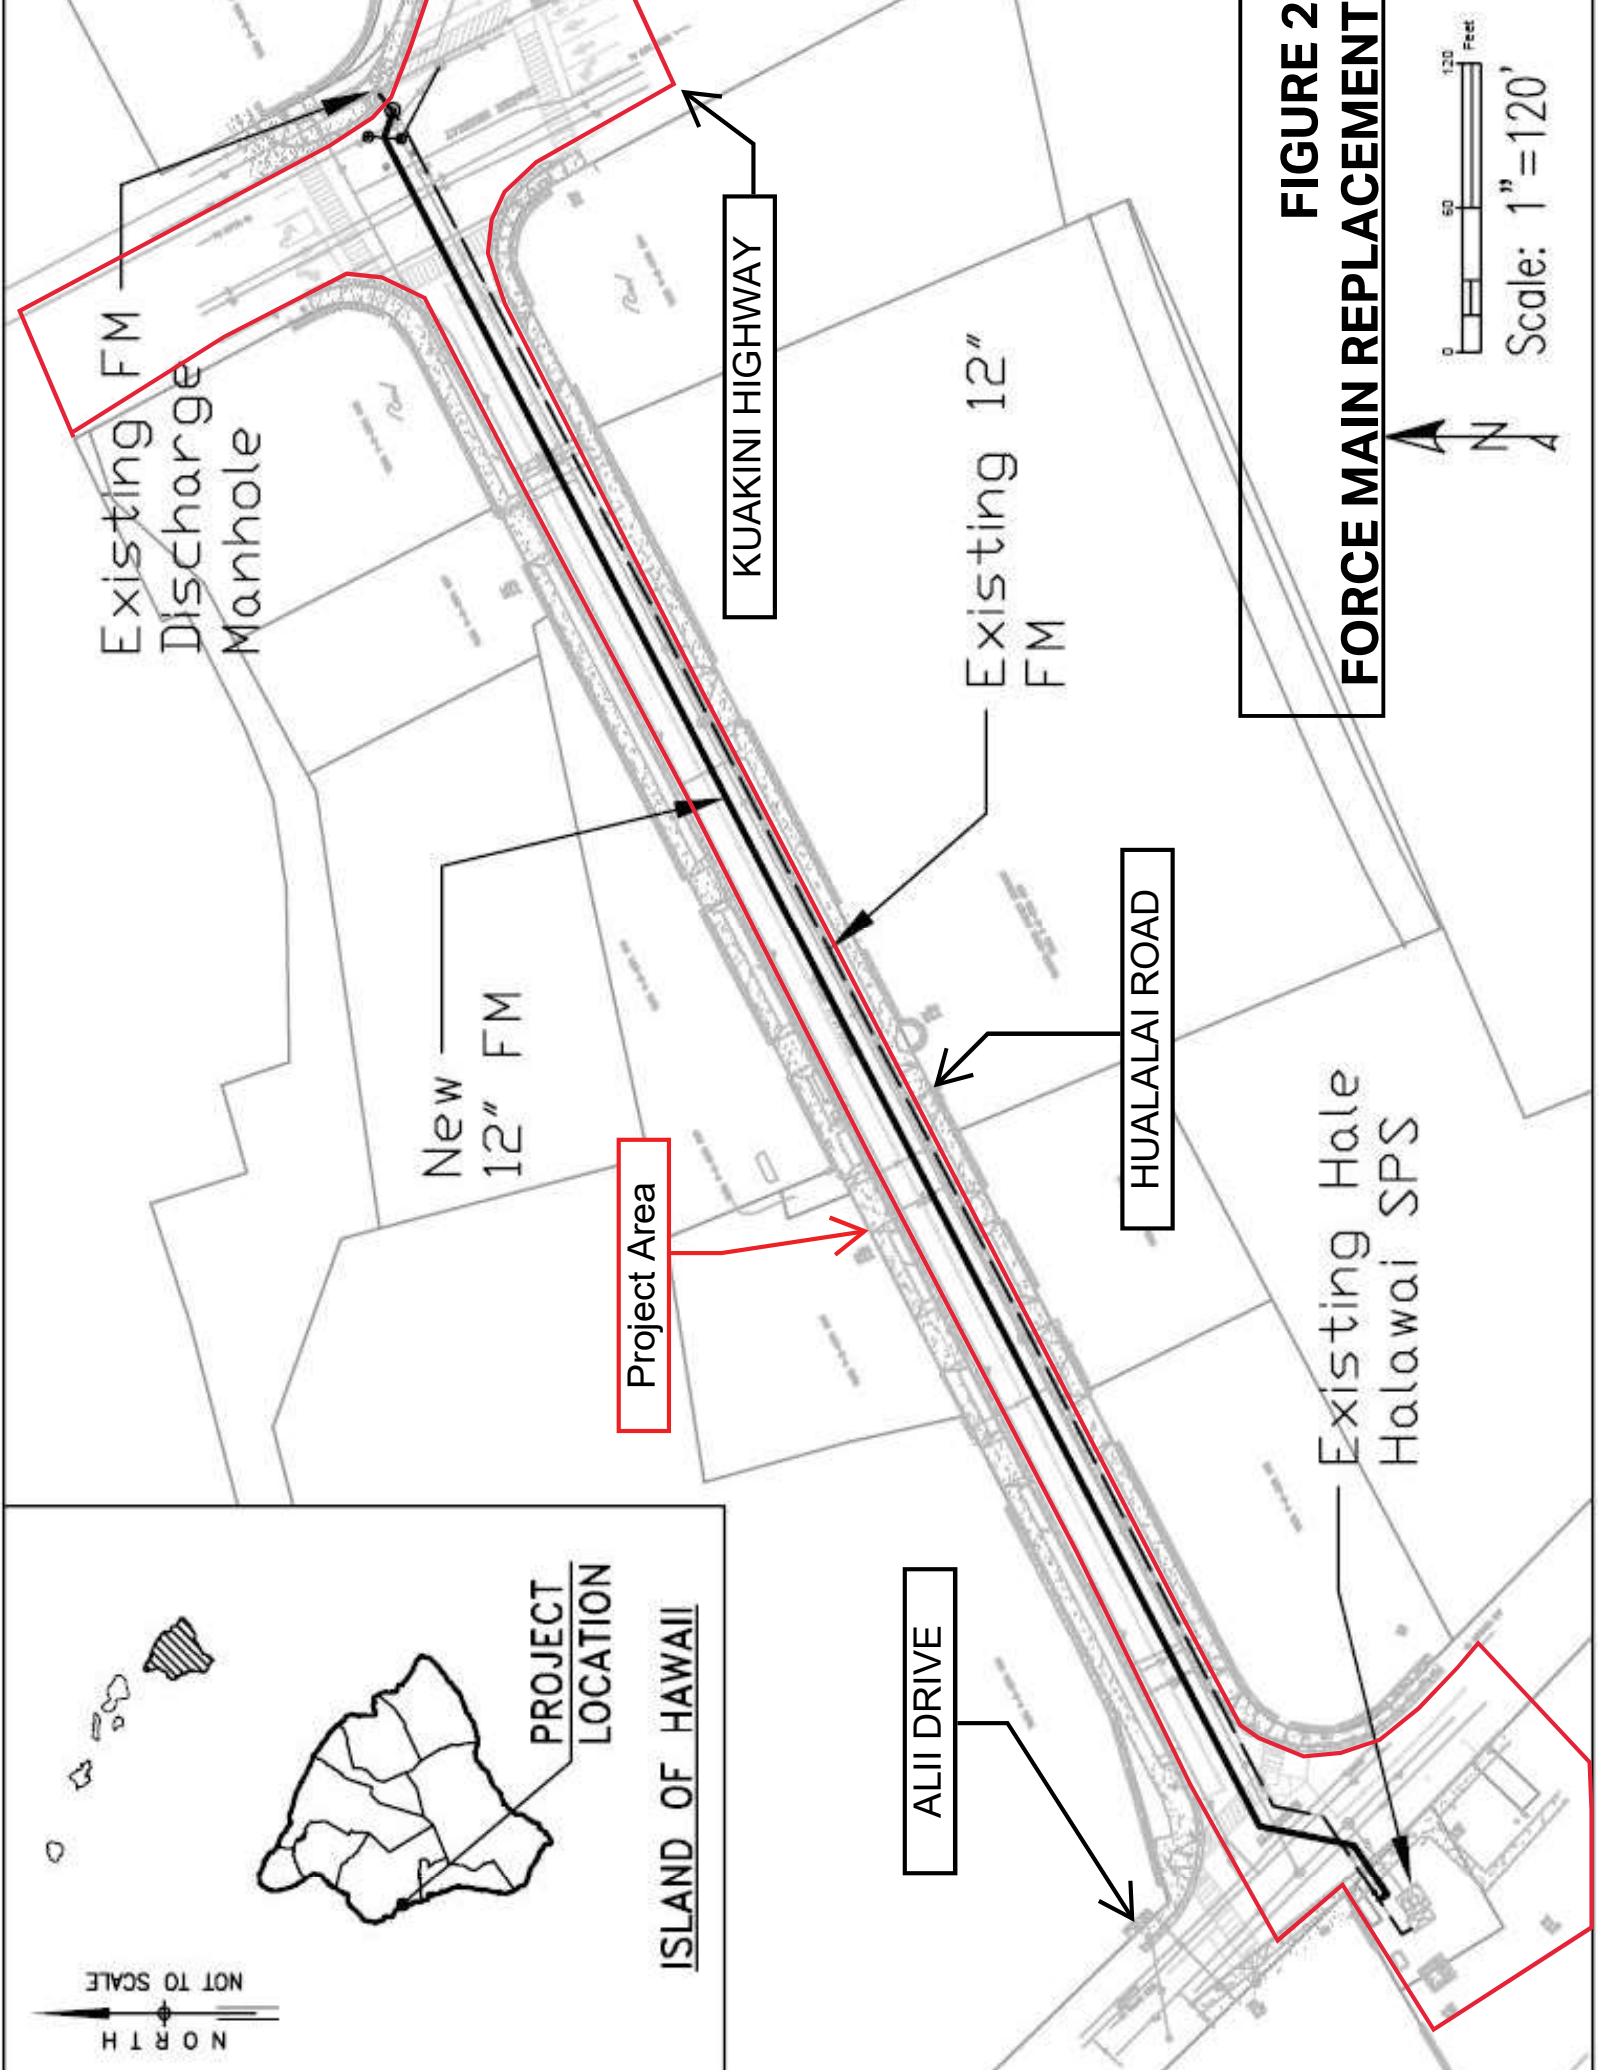 Existing FM
Discharge
Manhole
New
12" FM
Project Area
KUAKINI HIGHWAY
Existing 12"
FM
HUALALAI ROAD
ALII DRIVE
Existing Hale
Halawai SPS
PROJECT
LOCATION
ISLAND OF HAWAII
NORTH
NOT TO SCALE
FIGURE 2
FORCE MAIN REPLACEMENT
0 60 120
Feet
Scale: 1"=120'
N